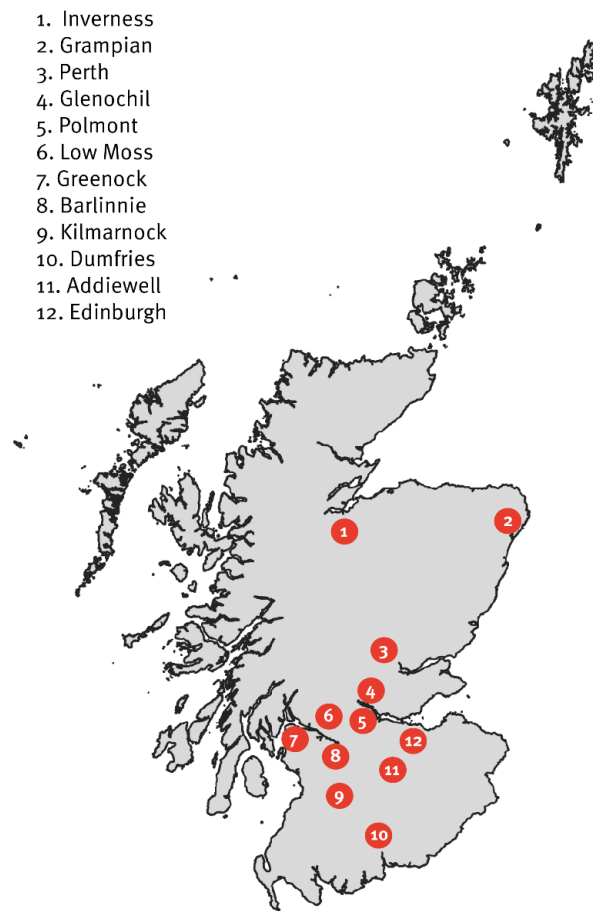 1. Inverness
2. Grampian
3. Perth
4. Glenochil
5. Polmont
6. Low Moss
7. Greenock
8. Barlinnie
9. Kilmarnock
10. Dumfries
11. Addiewell
12. Edinburgh
1
2
3
4
5
6
7
8
9
10
11
12